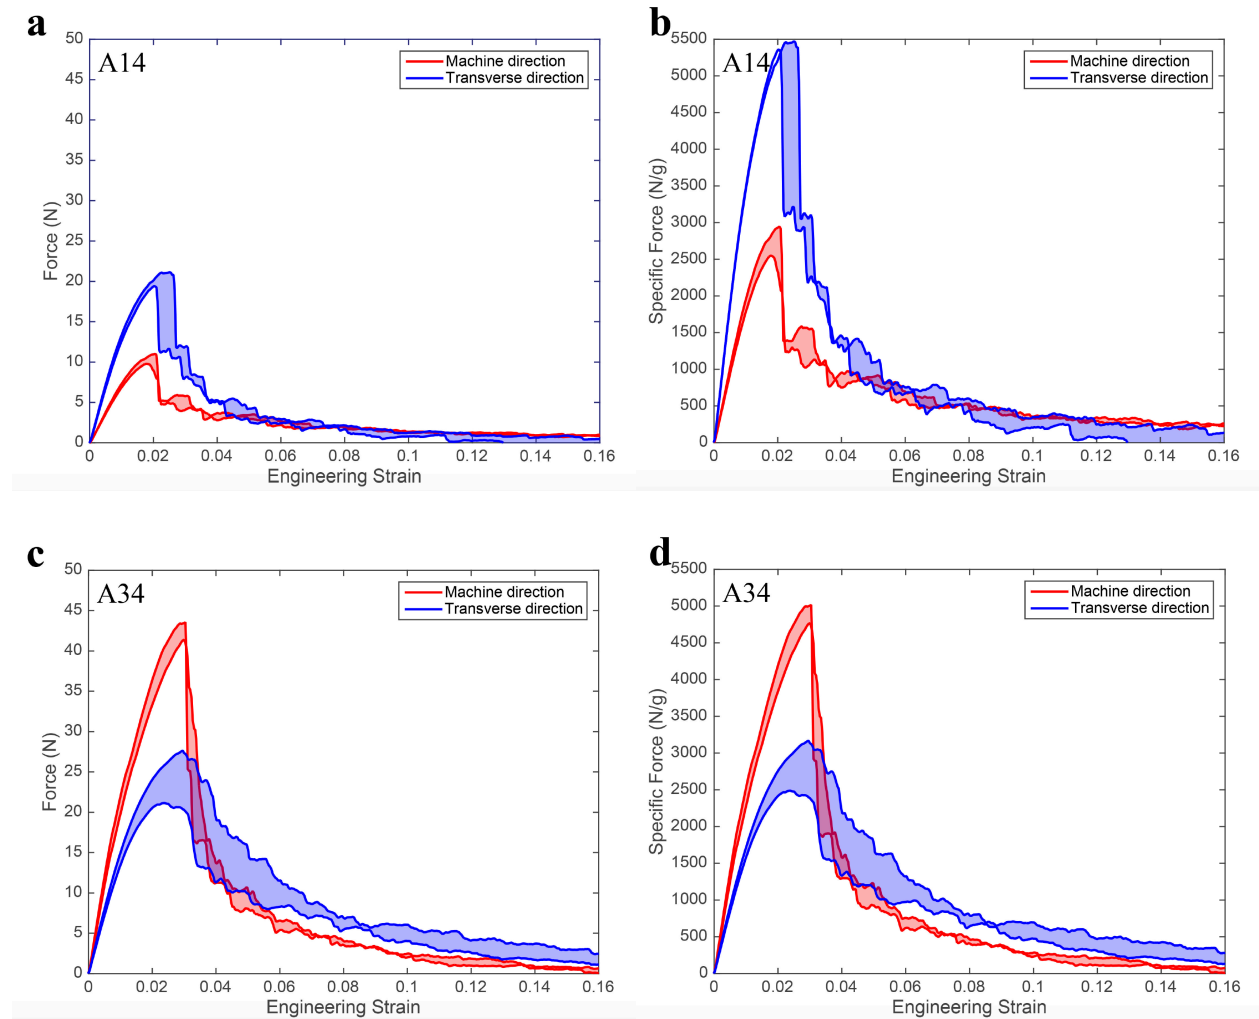 a
50
A14
Machine direction
Transverse direction
45
40
35
30
25
20
15
10
5
0
Force (N)
0 0.02 0.04 0.06 0.08 0.1 0.12 0.14 0.16
Engineering Strain
b
5500
A14
Machine direction
Transverse direction
5000
4500
4000
3500
3000
2500
2000
1500
1000
500
0
Specific Force (N/g)
0 0.02 0.04 0.06 0.08 0.1 0.12 0.14 0.16
Engineering Strain
c
50
A34
Machine direction
Transverse direction
45
40
35
30
25
20
15
10
5
0
Force (N)
0 0.02 0.04 0.06 0.08 0.1 0.12 0.14 0.16
Engineering Strain
d
5500
A34
Machine direction
Transverse direction
5000
4500
4000
3500
3000
2500
2000
1500
1000
500
0
Specific Force (N/g)
0 0.02 0.04 0.06 0.08 0.1 0.12 0.14 0.16
Engineering Strain